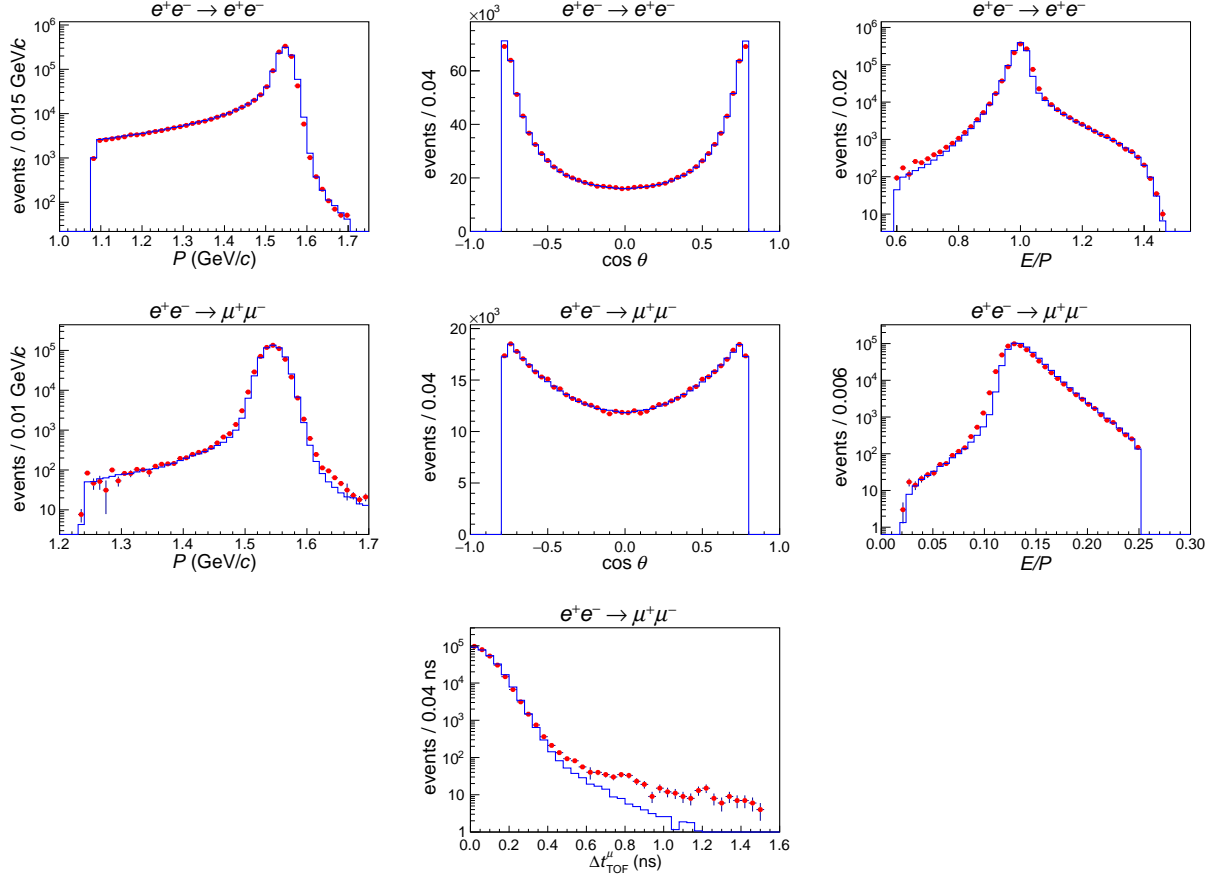 e⁺e⁻ → e⁺e⁻
events / 0.015 GeV/c
10⁶
10⁵
10⁴
10³
10²
1.0 1.1 1.2 1.3 1.4 1.5 1.6 1.7
P (GeV/c)
e⁺e⁻ → e⁺e⁻
×10³
events / 0.04
60
40
20
0
−1.0 −0.5 0.0 0.5 1.0
cos θ
e⁺e⁻ → e⁺e⁻
events / 0.02
10⁶
10⁵
10⁴
10³
10²
10
0.6 0.8 1.0 1.2 1.4
E/P
e⁺e⁻ → μ⁺μ⁻
events / 0.01 GeV/c
10⁵
10⁴
10³
10²
10
1.2 1.3 1.4 1.5 1.6 1.7
P (GeV/c)
e⁺e⁻ → μ⁺μ⁻
×10³
events / 0.04
20
16
12
8
4
0
−1.0 −0.5 0.0 0.5 1.0
cos θ
e⁺e⁻ → μ⁺μ⁻
events / 0.006
10⁵
10⁴
10³
10²
10
1
0.00 0.05 0.10 0.15 0.20 0.25 0.30
E/P
e⁺e⁻ → μ⁺μ⁻
events / 0.04 ns
10⁵
10⁴
10³
10²
10
1
0.0 0.2 0.4 0.6 0.8 1.0 1.2 1.4 1.6
Δt^μ_TOF (ns)